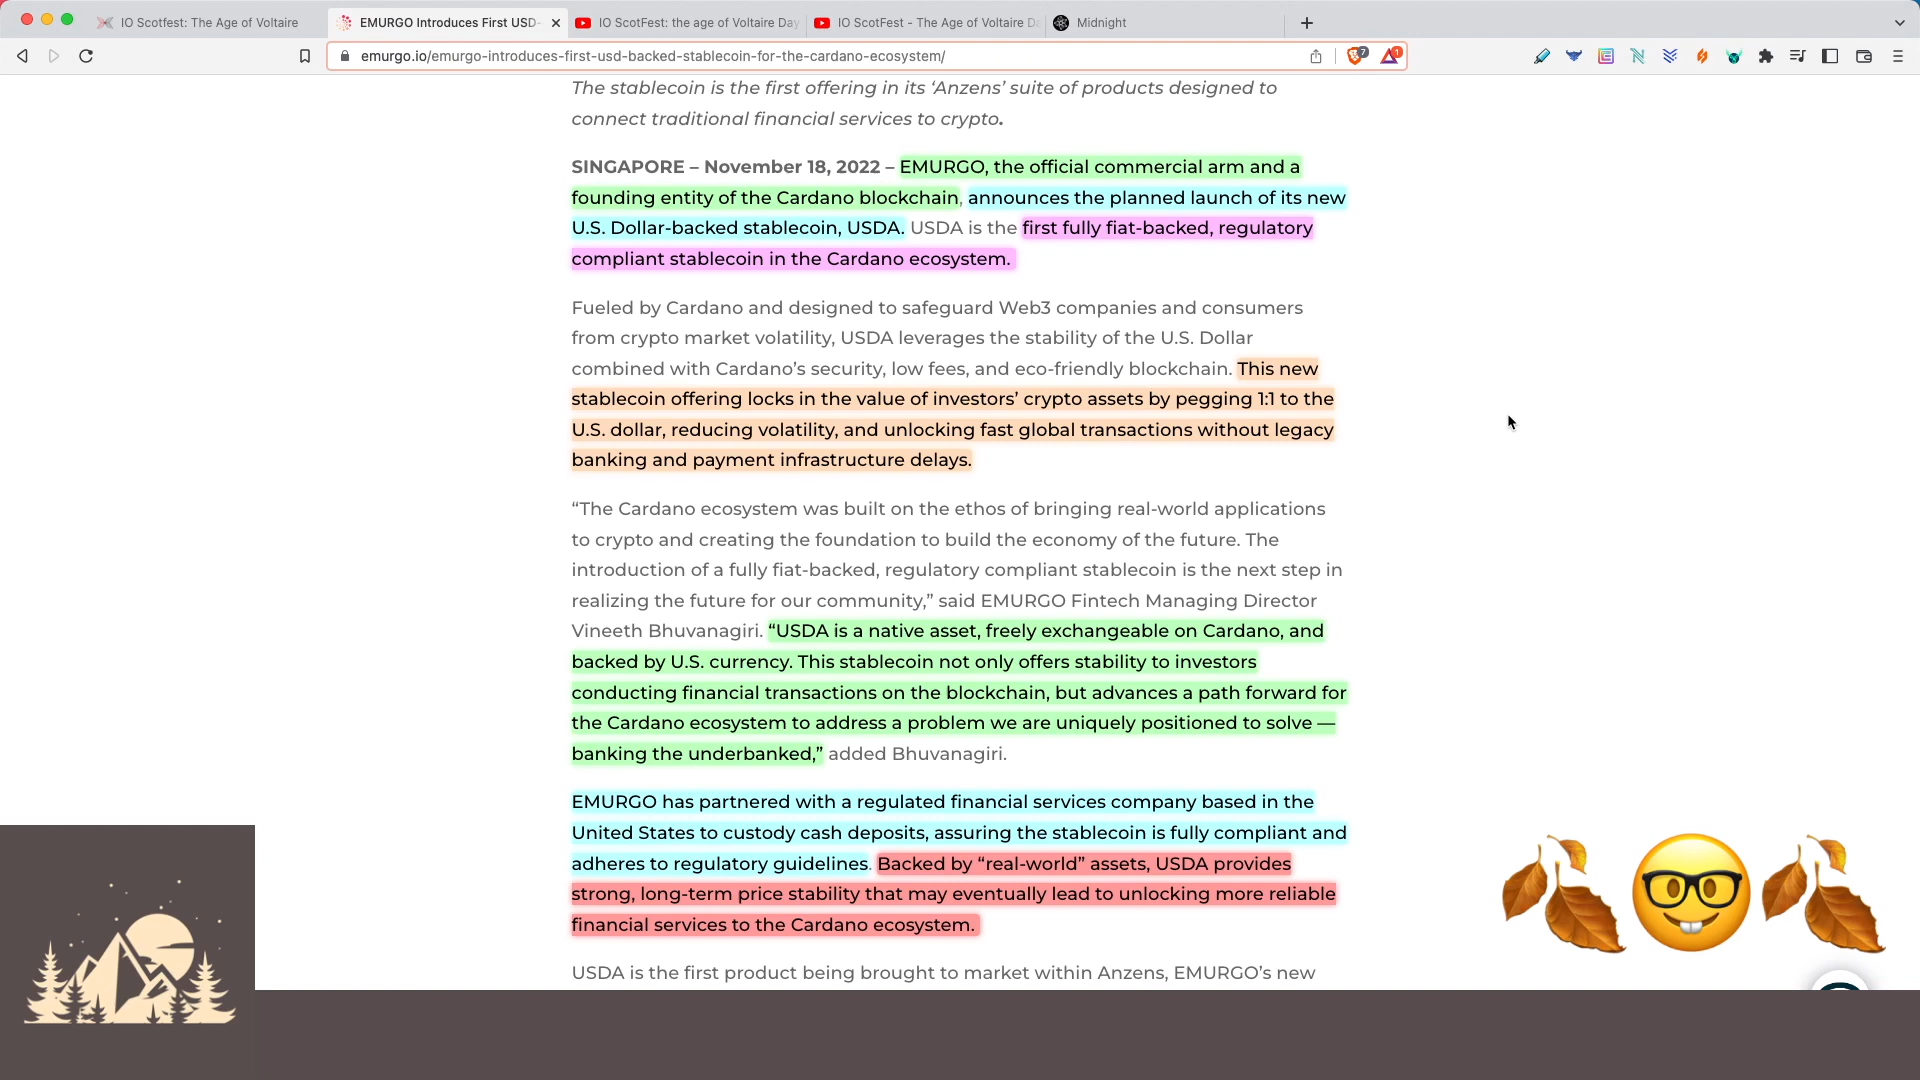 IO Scotfest: The Age of Voltaire
EMURGO Introduces First USD-
IO ScotFest: the age of Voltaire Day
IO ScotFest - The Age of Voltaire D
Midnight
emurgo.io/emurgo-introduces-first-usd-backed-stablecoin-for-the-cardano-ecosystem/
7
1
The stablecoin is the first offering in its ‘Anzens’ suite of products designed to
connect traditional financial services to crypto.
SINGAPORE – November 18, 2022 – EMURGO, the official commercial arm and a
founding entity of the Cardano blockchain, announces the planned launch of its new
U.S. Dollar-backed stablecoin, USDA. USDA is the first fully fiat-backed, regulatory
compliant stablecoin in the Cardano ecosystem.
Fueled by Cardano and designed to safeguard Web3 companies and consumers
from crypto market volatility, USDA leverages the stability of the U.S. Dollar
combined with Cardano’s security, low fees, and eco-friendly blockchain. This new
stablecoin offering locks in the value of investors’ crypto assets by pegging 1:1 to the
U.S. dollar, reducing volatility, and unlocking fast global transactions without legacy
banking and payment infrastructure delays.
“The Cardano ecosystem was built on the ethos of bringing real-world applications
to crypto and creating the foundation to build the economy of the future. The
introduction of a fully fiat-backed, regulatory compliant stablecoin is the next step in
realizing the future for our community,” said EMURGO Fintech Managing Director
Vineeth Bhuvanagiri. “USDA is a native asset, freely exchangeable on Cardano, and
backed by U.S. currency. This stablecoin not only offers stability to investors
conducting financial transactions on the blockchain, but advances a path forward for
the Cardano ecosystem to address a problem we are uniquely positioned to solve —
banking the underbanked,” added Bhuvanagiri.
EMURGO has partnered with a regulated financial services company based in the
United States to custody cash deposits, assuring the stablecoin is fully compliant and
adheres to regulatory guidelines. Backed by “real-world” assets, USDA provides
strong, long-term price stability that may eventually lead to unlocking more reliable
financial services to the Cardano ecosystem.
USDA is the first product being brought to market within Anzens, EMURGO’s new